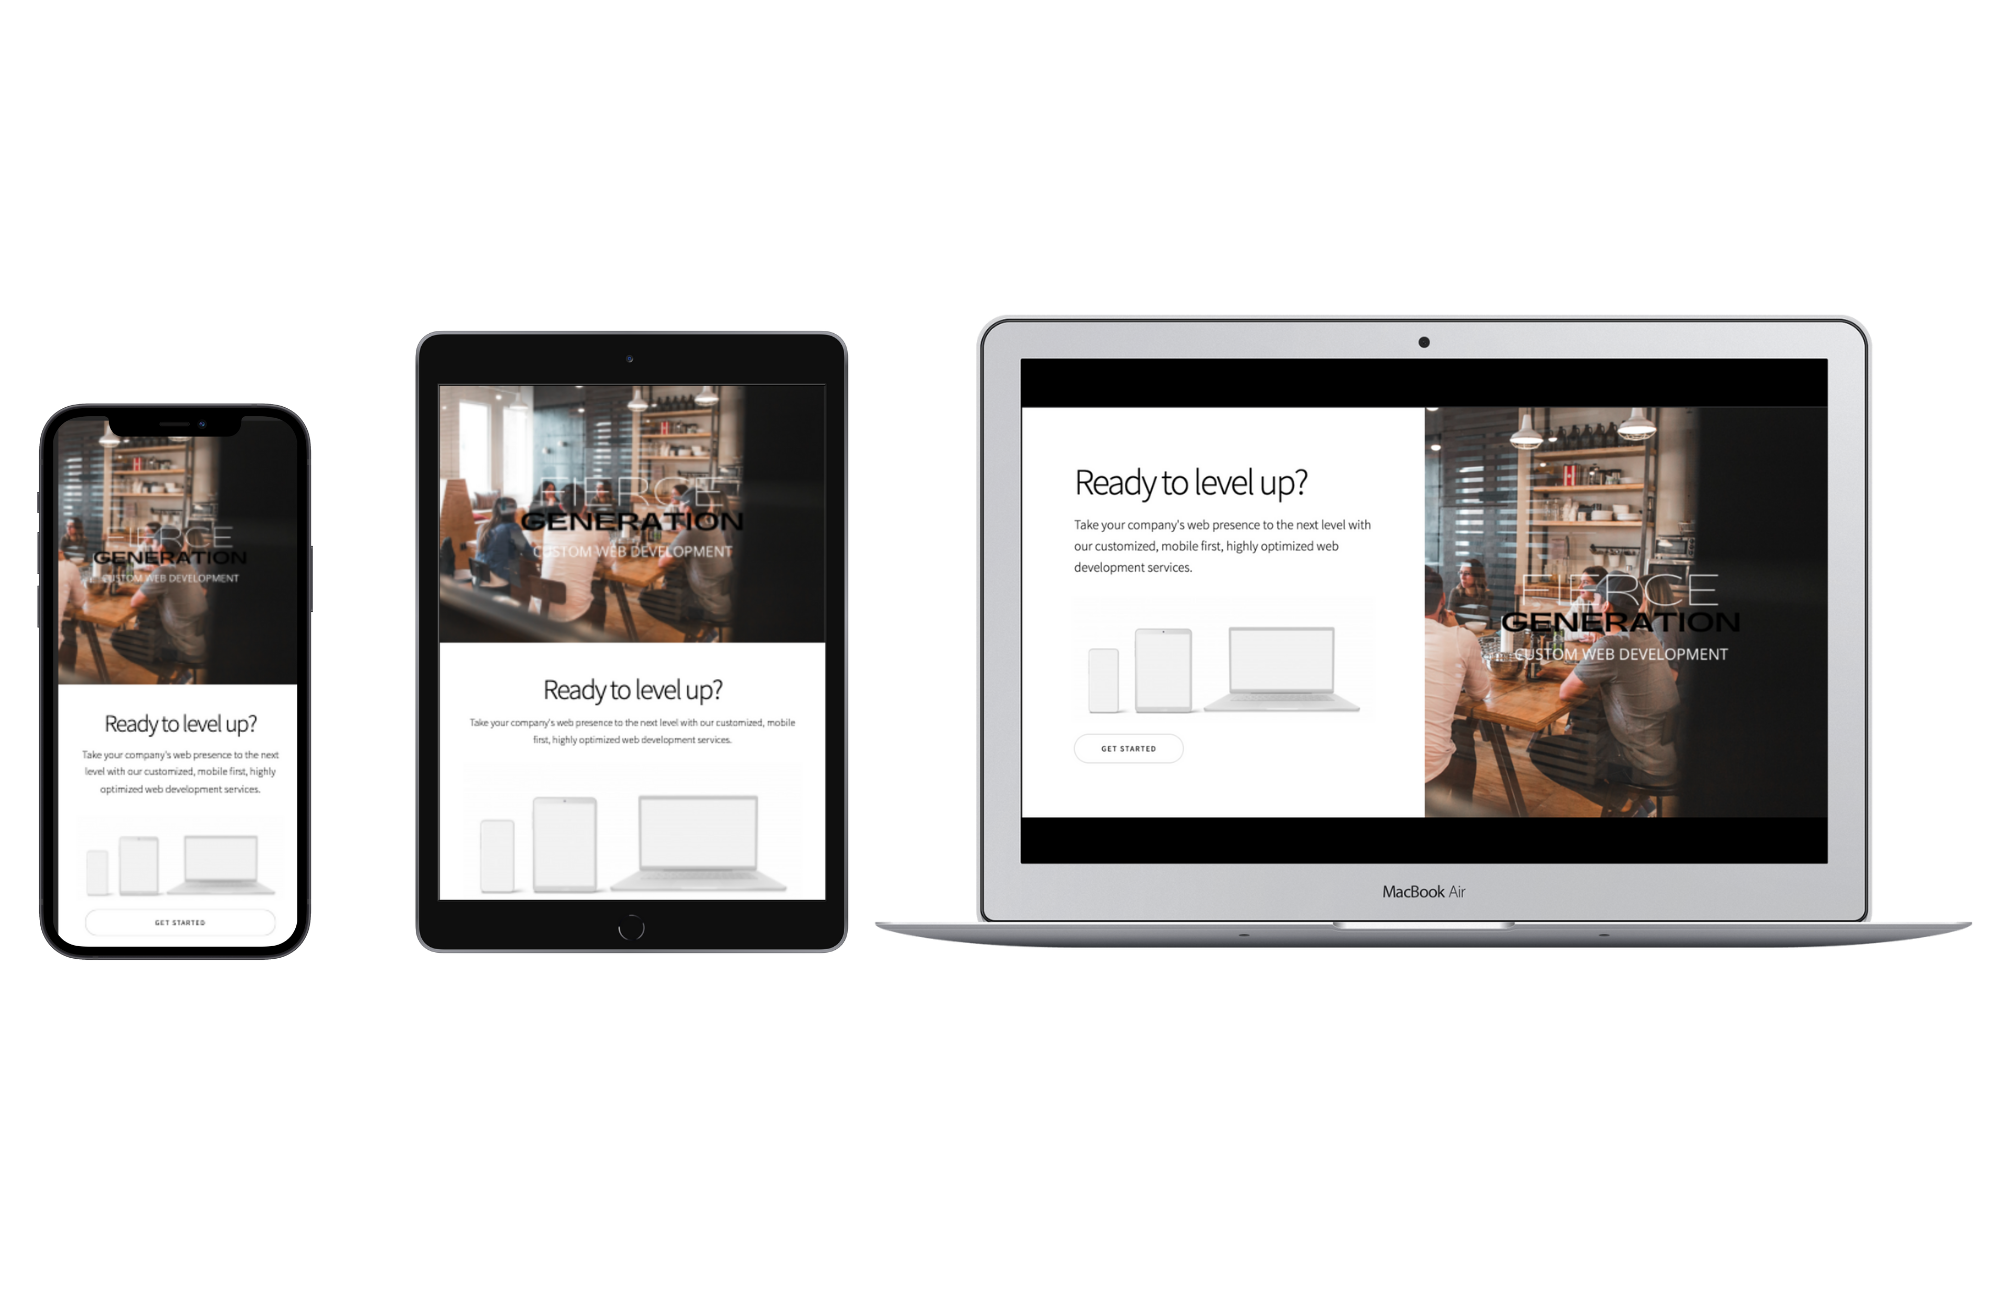 FIERCE
GENERATION
CUSTOM WEB DEVELOPMENT
Ready to level up?
Take your company's web presence to the next
level with our customized, mobile first, highly
optimized web development services.
GET STARTED
FIERCE
GENERATION
CUSTOM WEB DEVELOPMENT
Ready to level up?
Take your company's web presence to the next level with our customized, mobile
first, highly optimized web development services.
Ready to level up?
Take your company's web presence to the next level with
our customized, mobile first, highly optimized web
development services.
GET STARTED
FIERCE
GENERATION
CUSTOM WEB DEVELOPMENT
MacBook Air